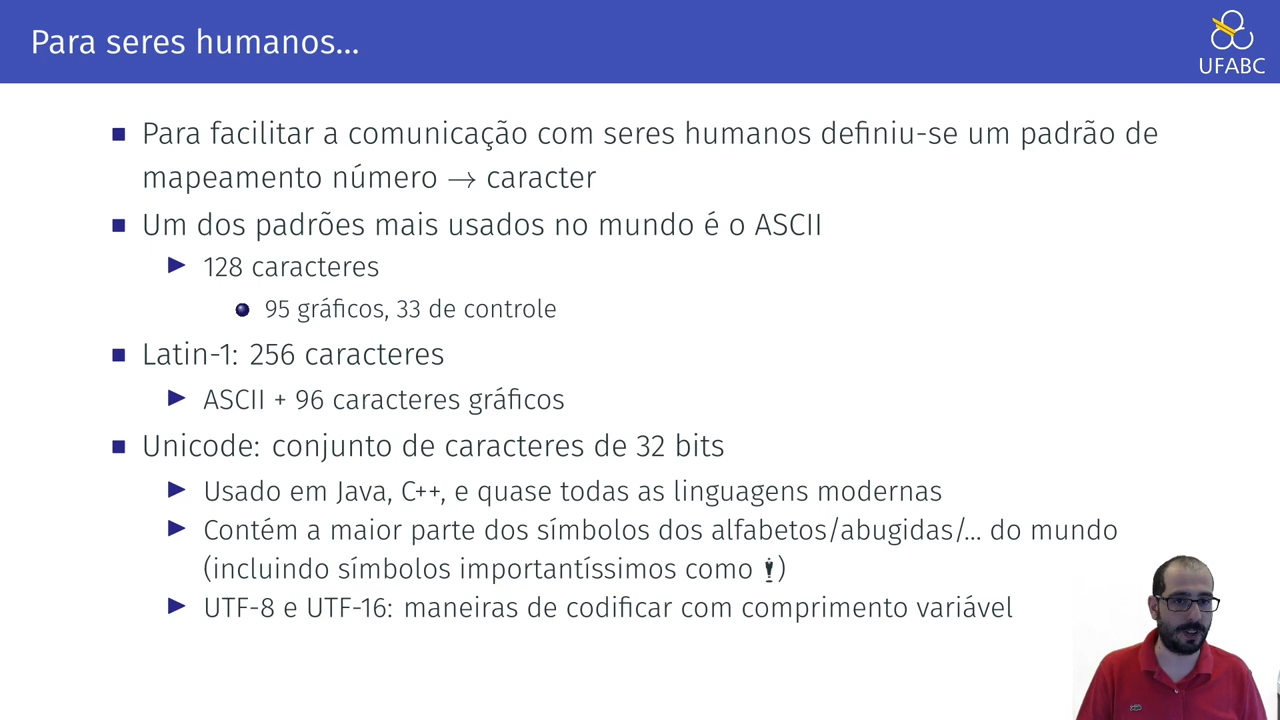 Para seres humanos...
UFABC
Para facilitar a comunicação com seres humanos definiu-se um padrão de
mapeamento número → caracter
Um dos padrões mais usados no mundo é o ASCII
128 caracteres
95 gráficos, 33 de controle
Latin-1: 256 caracteres
ASCII + 96 caracteres gráficos
Unicode: conjunto de caracteres de 32 bits
Usado em Java, C++, e quase todas as linguagens modernas
Contém a maior parte dos símbolos dos alfabetos/abugidas/... do mundo
(incluindo símbolos importantíssimos como 🕴)
UTF-8 e UTF-16: maneiras de codificar com comprimento variável